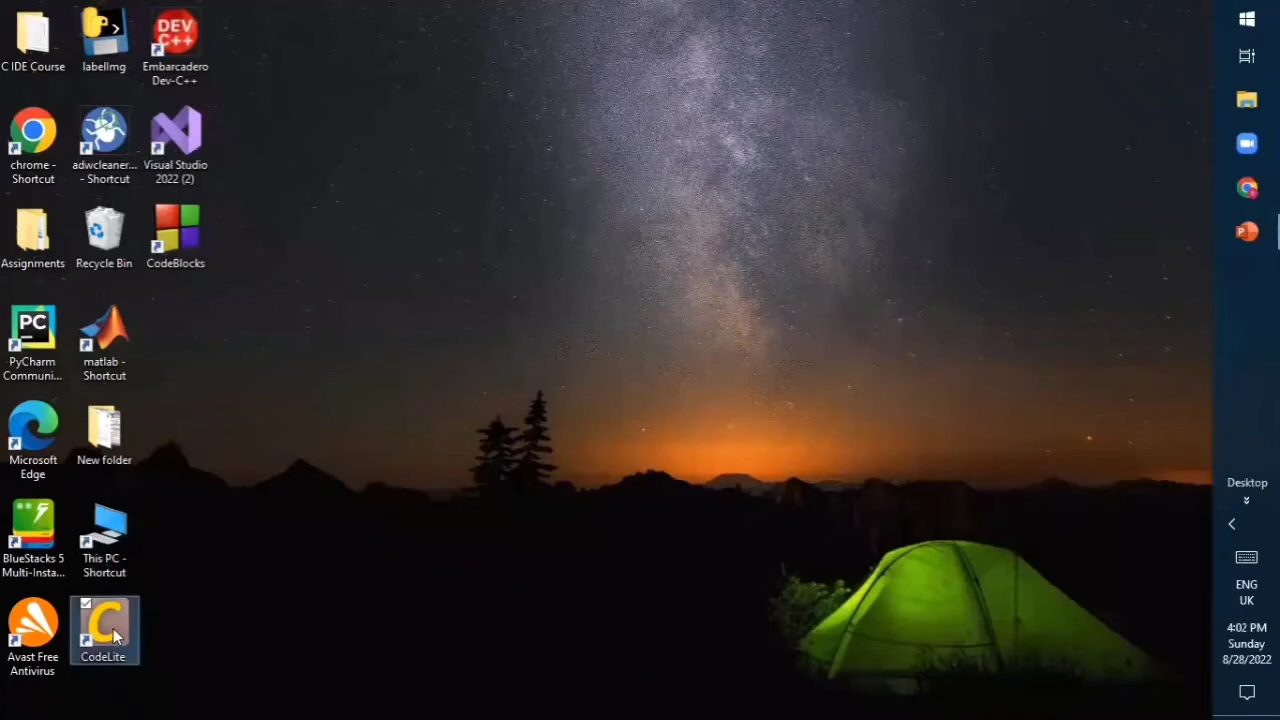 C IDE Course
labelImg
DEV
C++
Embarcadero
Dev-C++
chrome -
Shortcut
adwcleaner...
- Shortcut
Visual Studio
2022 (2)
Assignments
Recycle Bin
CodeBlocks
PC
PyCharm
Communi...
matlab -
Shortcut
Microsoft
Edge
New folder
BlueStacks 5
Multi-Insta...
This PC -
Shortcut
Avast Free
Antivirus
C
CodeLite
P
Desktop
ENG
UK
4:02 PM
Sunday
8/28/2022